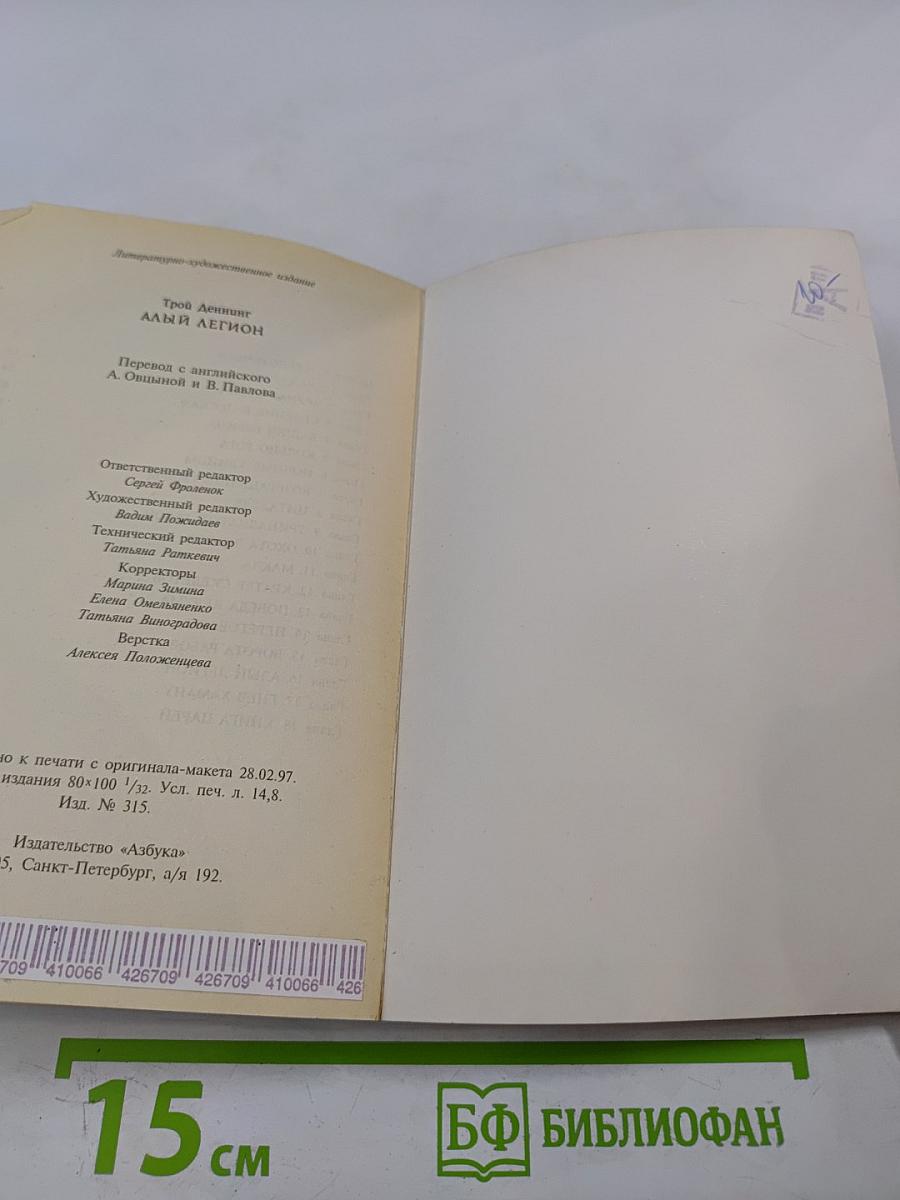 Литературно-художественное издание
Трой Деннинг
АЛЫЙ ЛЕГИОН
Перевод с английского
А. Овцыной и В. Павлова
Ответственный редактор
Сергей Фроленок
Художественный редактор
Вадим Пожидаев
Технический редактор
Татьяна Раткевич
Корректоры
Марина Зимина
Елена Омельяненко
Татьяна Виноградова
Верстка
Алексея Положенцева
к печати с оригинала-макета 28.02.97.
издания 80×100 1/32. Усл. печ. л. 14,8.
Изд. № 315.
Издательство «Азбука»
Санкт-Петербург, а/я 192.
709 410066 426709 426709 410066 426
15 см
БФ БИБЛИОФАН